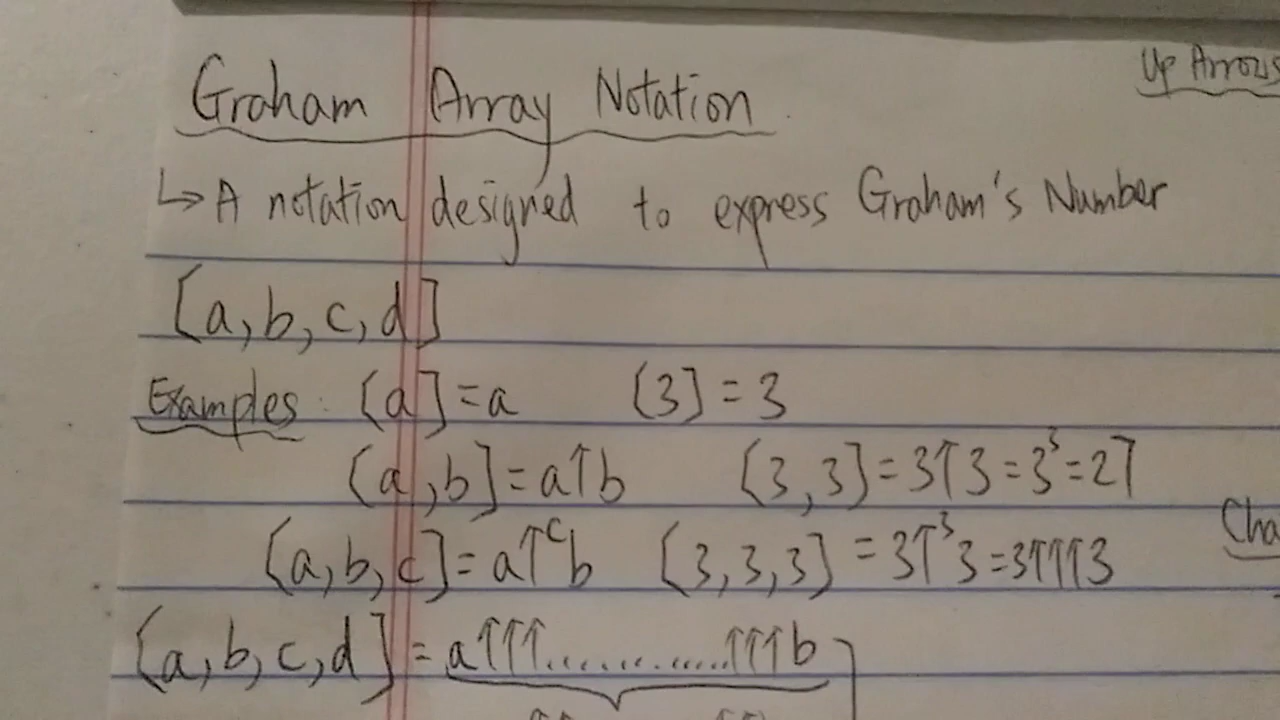 Graham Array Notation
Up Arrows
↳ A notation designed to express Graham's Number
[a,b,c,d]
Examples: [a]=a [3]=3
[a,b]=a↑b [3,3]=3↑3=3³=27
[a,b,c]=a↑ᶜb [3,3,3]=3↑³3=3↑↑↑3
Cha
[a,b,c,d]=a↑↑↑.............↑↑↑b